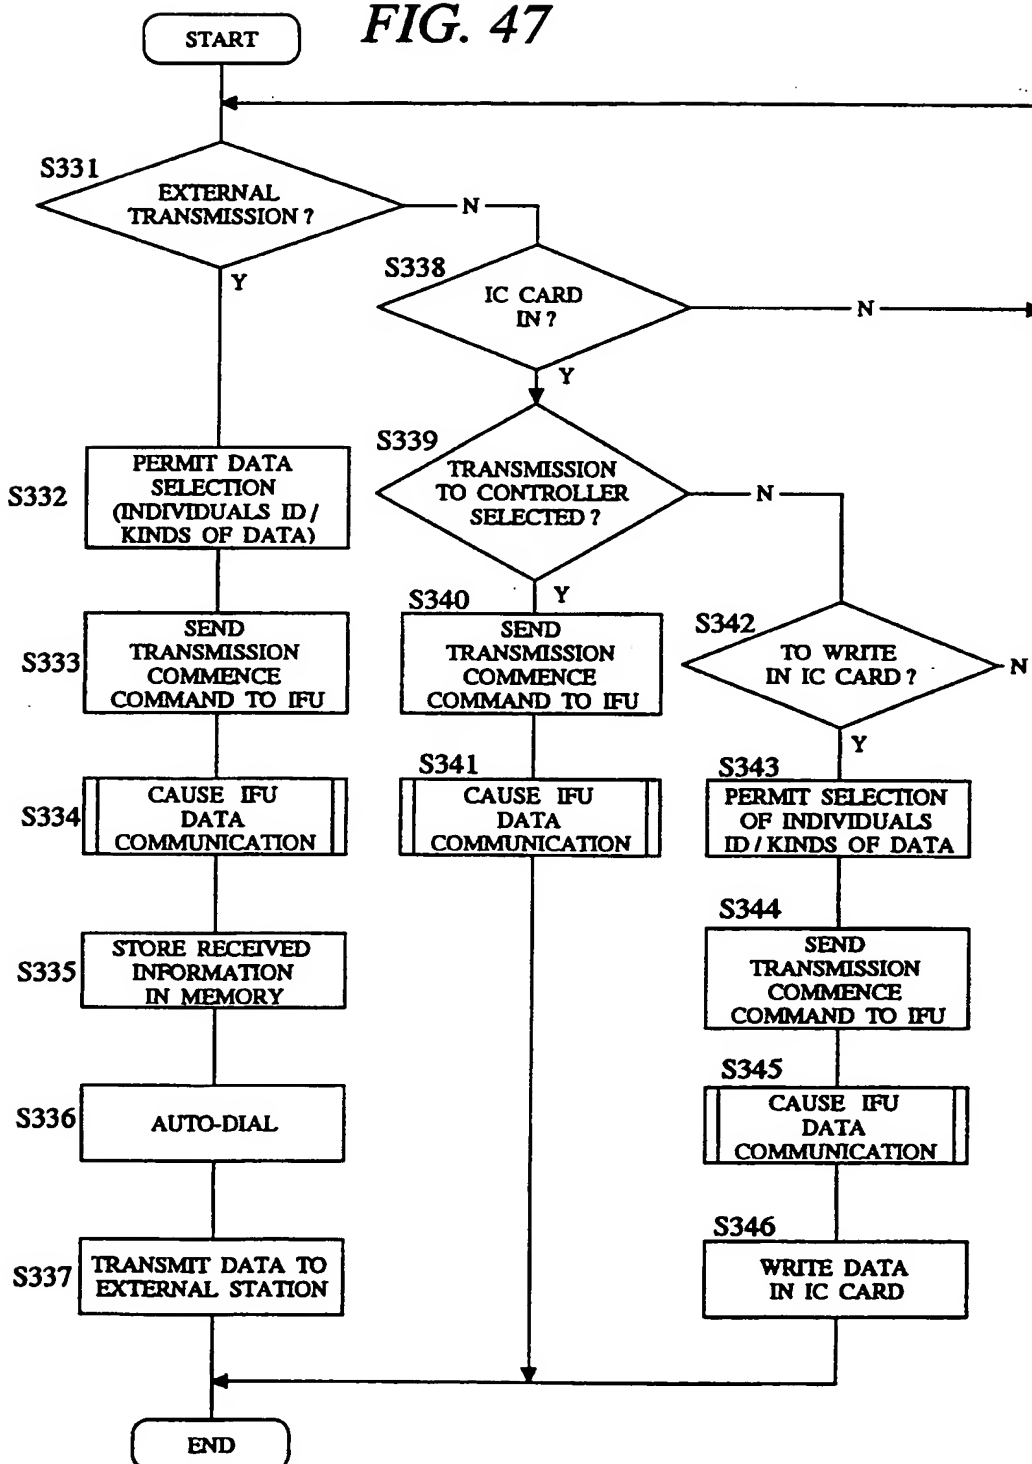 FIG. 47
START
S331
EXTERNAL
TRANSMISSION ?
N
Y
S338
IC CARD
IN ?
N
Y
S339
TRANSMISSION
TO CONTROLLER
SELECTED ?
N
Y
S332
PERMIT DATA
SELECTION
(INDIVIDUALS ID /
KINDS OF DATA)
S333
SEND
TRANSMISSION
COMMENCE
COMMAND TO IFU
S334
CAUSE IFU
DATA
COMMUNICATION
S335
STORE RECEIVED
INFORMATION
IN MEMORY
S336
AUTO-DIAL
S337
TRANSMIT DATA TO
EXTERNAL STATION
S340
SEND
TRANSMISSION
COMMENCE
COMMAND TO IFU
S341
CAUSE IFU
DATA
COMMUNICATION
S342
TO WRITE
IN IC CARD ?
N
Y
S343
PERMIT SELECTION
OF INDIVIDUALS
ID / KINDS OF DATA
S344
SEND
TRANSMISSION
COMMENCE
COMMAND TO IFU
S345
CAUSE IFU
DATA
COMMUNICATION
S346
WRITE DATA
IN IC CARD
END